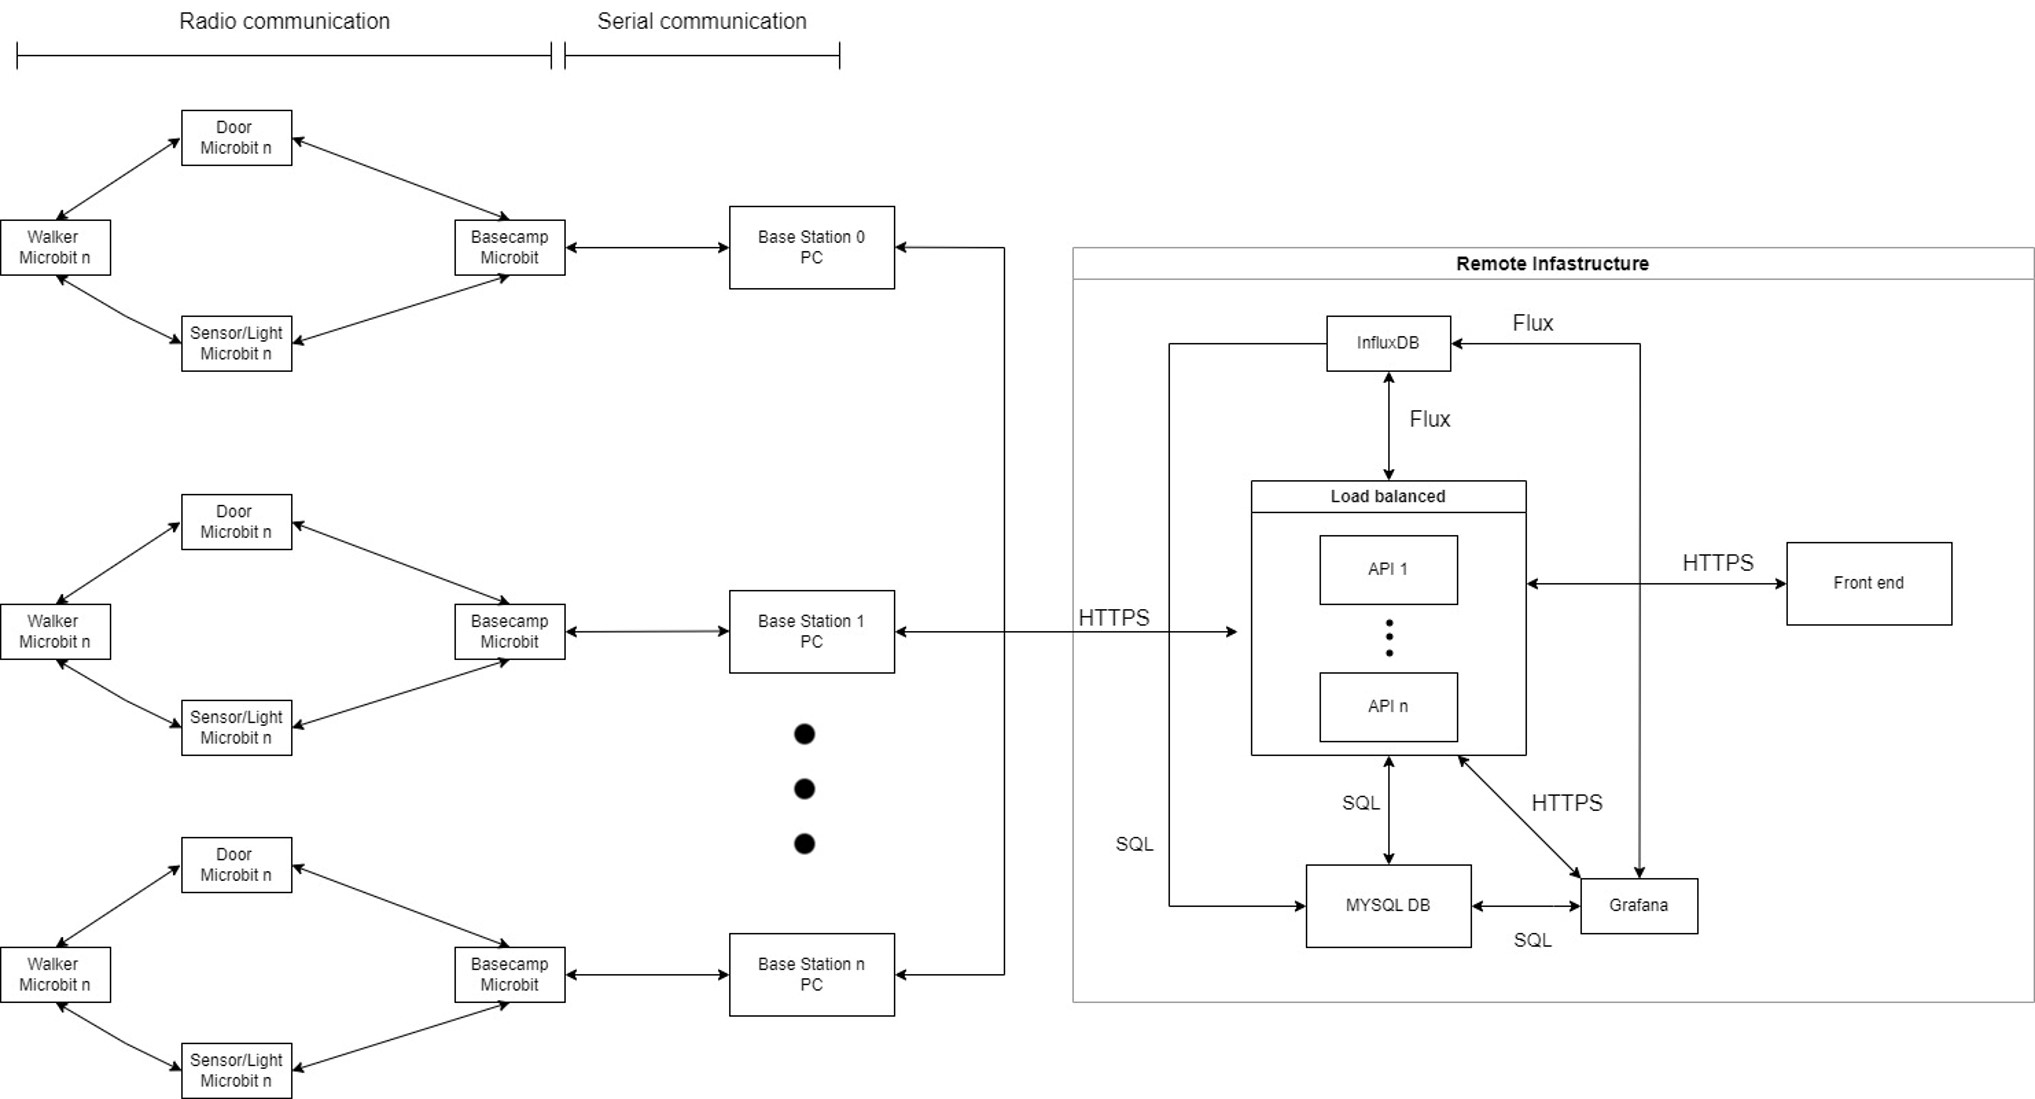 Radio communication
Serial communication
Door
Microbit n
Walker
Microbit n
Basecamp
Microbit
Sensor/Light
Microbit n
Base Station 0
PC
Door
Microbit n
Walker
Microbit n
Basecamp
Microbit
Sensor/Light
Microbit n
Base Station 1
PC
Door
Microbit n
Walker
Microbit n
Basecamp
Microbit
Sensor/Light
Microbit n
Base Station n
PC
HTTPS
Remote Infastructure
InfluxDB
Flux
Flux
Load balanced
API 1
API n
HTTPS
Front end
SQL
HTTPS
SQL
MYSQL DB
SQL
Grafana